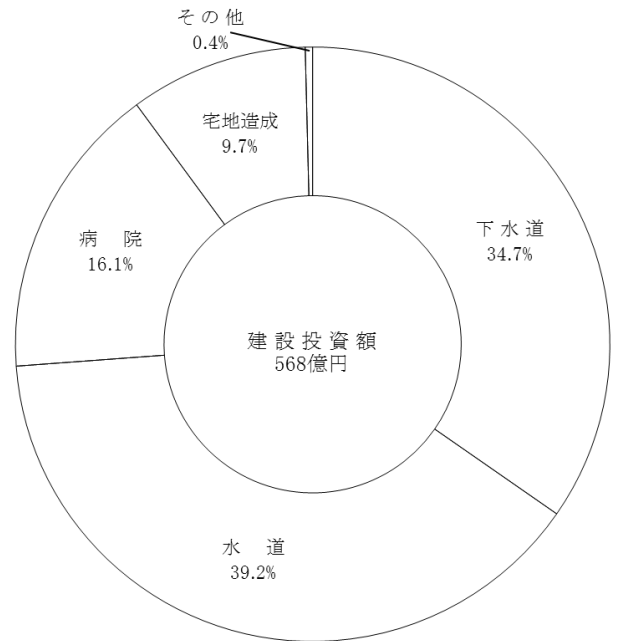 その他
0.4%
宅地造成
9.7%
下水道
34.7%
病 院
16.1%
建設投資額
568億円
水 道
39.2%